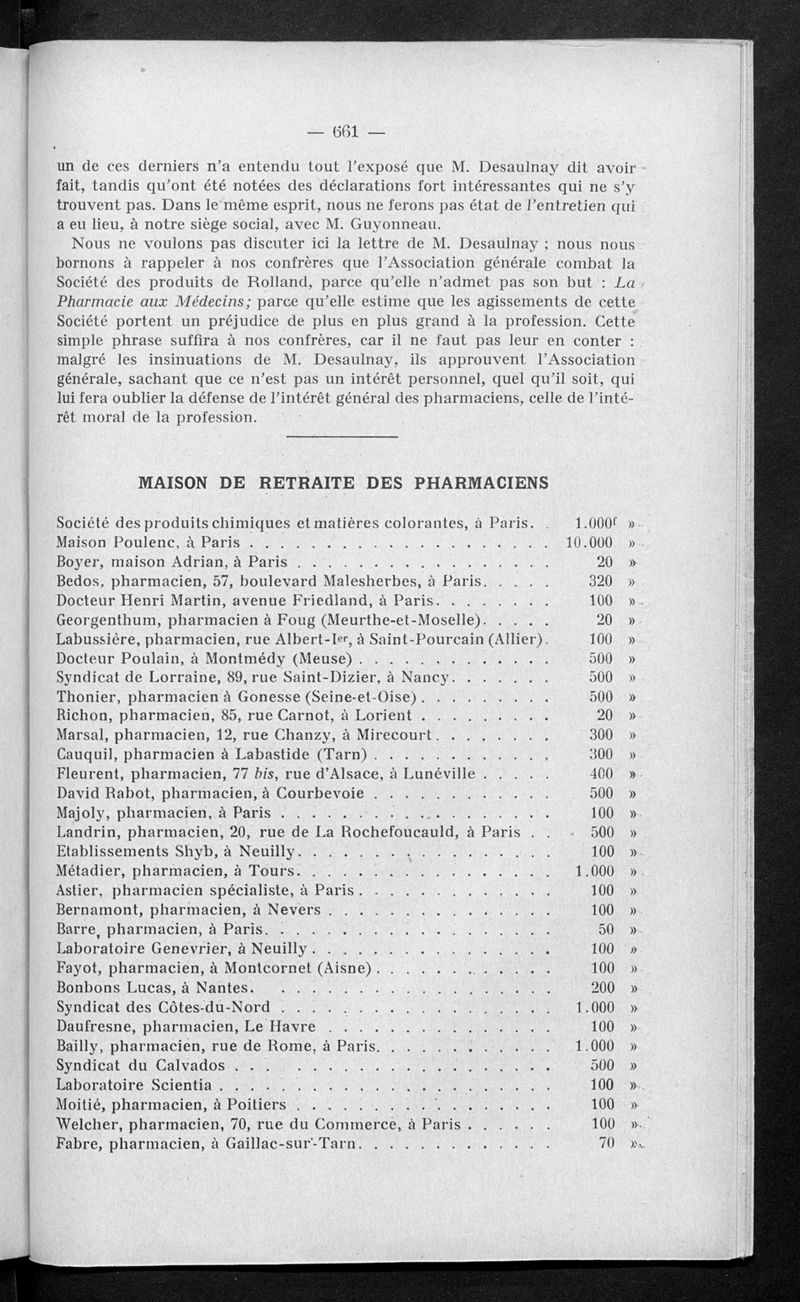 — 661 —
un de ces derniers n'a entendu tout l'exposé que M. Desaulnay dit avoir
fait, tandis qu'ont été notées des déclarations fort intéressantes qui ne s'y
trouvent pas. Dans le même esprit, nous ne ferons pas état de l'entretien qui
a eu lieu, à notre siège social, avec M. Guyonneau.
Nous ne voulons pas discuter ici la lettre de M. Desaulnay ; nous nous
bornons à rappeler à nos confrères que l'Association générale combat la
Société des produits de Rolland, parce qu'elle n'admet pas son but : La
Pharmacie aux Médecins; parce qu'elle estime que les agissements de cette
Société portent un préjudice de plus en plus grand à la profession. Cette
simple phrase suffira à nos confrères, car il ne faut pas leur en conter :
malgré les insinuations de M. Desaulnay, ils approuvent l'Association
générale, sachant que ce n'est pas un intérêt personnel, quel qu'il soit, qui
lui fera oublier la défense de l'intérêt général des pharmaciens, celle de l'inté-
rêt moral de la profession.
MAISON DE RETRAITE DES PHARMACIENS
Société des produits chimiques et matières colorantes, à Paris. . 1.000f »
Maison Poulenc, à Paris . . . . . . . . . . . . . . . . . . . . 10.000 »
Boyer, maison Adrian, à Paris . . . . . . . . . . . . . . . . . 20 »
Bedos, pharmacien, 57, boulevard Malesherbes, à Paris. . . . . 320 »
Docteur Henri Martin, avenue Friedland, à Paris. . . . . . . . 100 »
Georgenthum, pharmacien à Foug (Meurthe-et-Moselle). . . . . 20 »
Labussière, pharmacien, rue Albert-Ier, à Saint-Pourcain (Allier). 100 »
Docteur Poulain, à Montmédy (Meuse) . . . . . . . . . . . . . 500 »
Syndicat de Lorraine, 89, rue Saint-Dizier, à Nancy. . . . . . . 500 »
Thonier, pharmacien à Gonesse (Seine-et-Oise) . . . . . . . . . 500 »
Richon, pharmacien, 85, rue Carnot, à Lorient . . . . . . . . . 20 »
Marsal, pharmacien, 12, rue Chanzy, à Mirecourt . . . . . . . . 300 »
Cauquil, pharmacien à Labastide (Tarn) . . . . . . . . . . . . 300 »
Fleurent, pharmacien, 77 bis, rue d'Alsace, à Lunéville . . . . . 400 »
David Rabot, pharmacien, à Courbevoie . . . . . . . . . . . . 500 »
Majoly, pharmacien, à Paris . . . . . . . . . . . . . . . . . . 100 »
Landrin, pharmacien, 20, rue de La Rochefoucauld, à Paris . . 500 »
Etablissements Shyb, à Neuilly. . . . . . . . . . . . . . . . . 100 »
Métadier, pharmacien, à Tours. . . . . . . . . . . . . . . . . 1.000 »
Astier, pharmacien spécialiste, à Paris . . . . . . . . . . . . . 100 »
Bernamont, pharmacien, à Nevers . . . . . . . . . . . . . . . 100 »
Barre, pharmacien, à Paris. . . . . . . . . . . . . . . . . . . 50 »
Laboratoire Genevrier, à Neuilly . . . . . . . . . . . . . . . . 100 »
Fayot, pharmacien, à Montcornet (Aisne) . . . . . . . . . . . . 100 »
Bonbons Lucas, à Nantes. . . . . . . . . . . . . . . . . . . 200 »
Syndicat des Côtes-du-Nord . . . . . . . . . . . . . . . . . . 1.000 »
Daufresne, pharmacien, Le Havre . . . . . . . . . . . . . . . 100 »
Bailly, pharmacien, rue de Rome, à Paris. . . . . . . . . . . . 1.000 »
Syndicat du Calvados . . . . . . . . . . . . . . . . . . . . 500 »
Laboratoire Scientia . . . . . . . . . . . . . . . . . . . . . . 100 »
Moitié, pharmacien, à Poitiers . . . . . . . . . . . . . . . . . 100 »
Welcher, pharmacien, 70, rue du Commerce, à Paris . . . . . . 100 »
Fabre, pharmacien, à Gaillac-sur-Tarn. . . . . . . . . . . . . 70 »